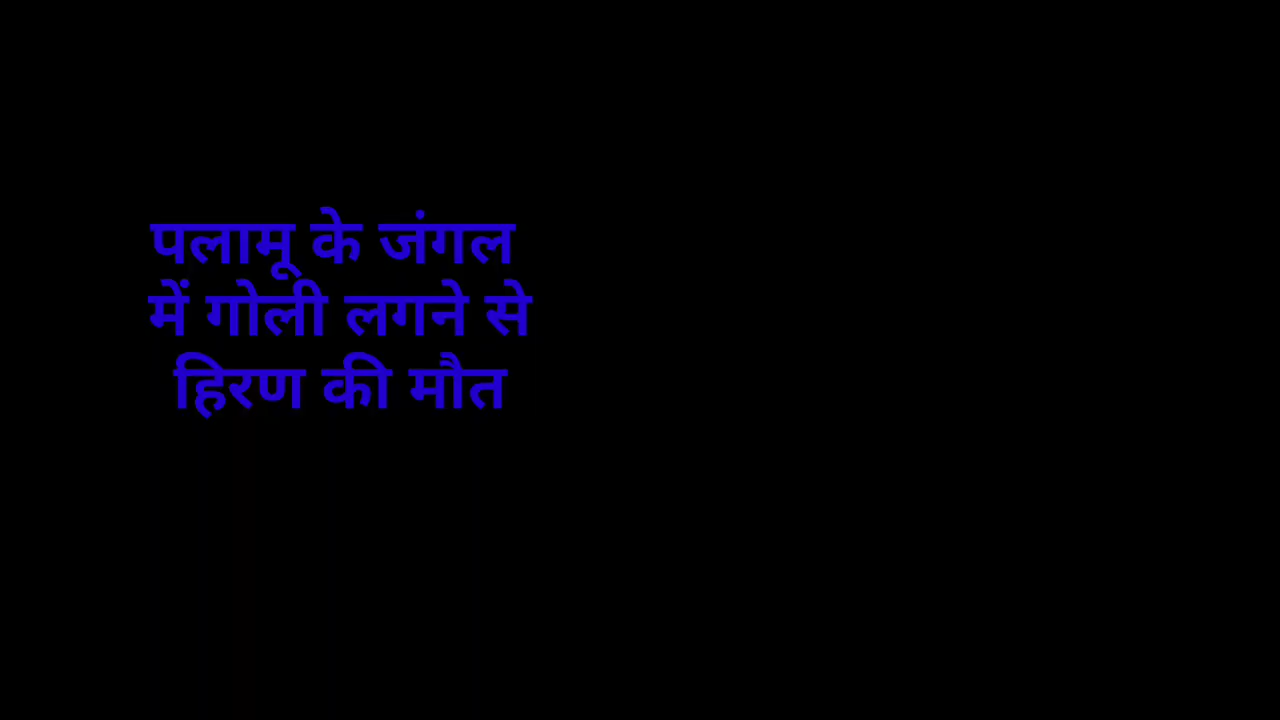 पलामू के जंगल
में गोली लगने से
हिरण की मौत